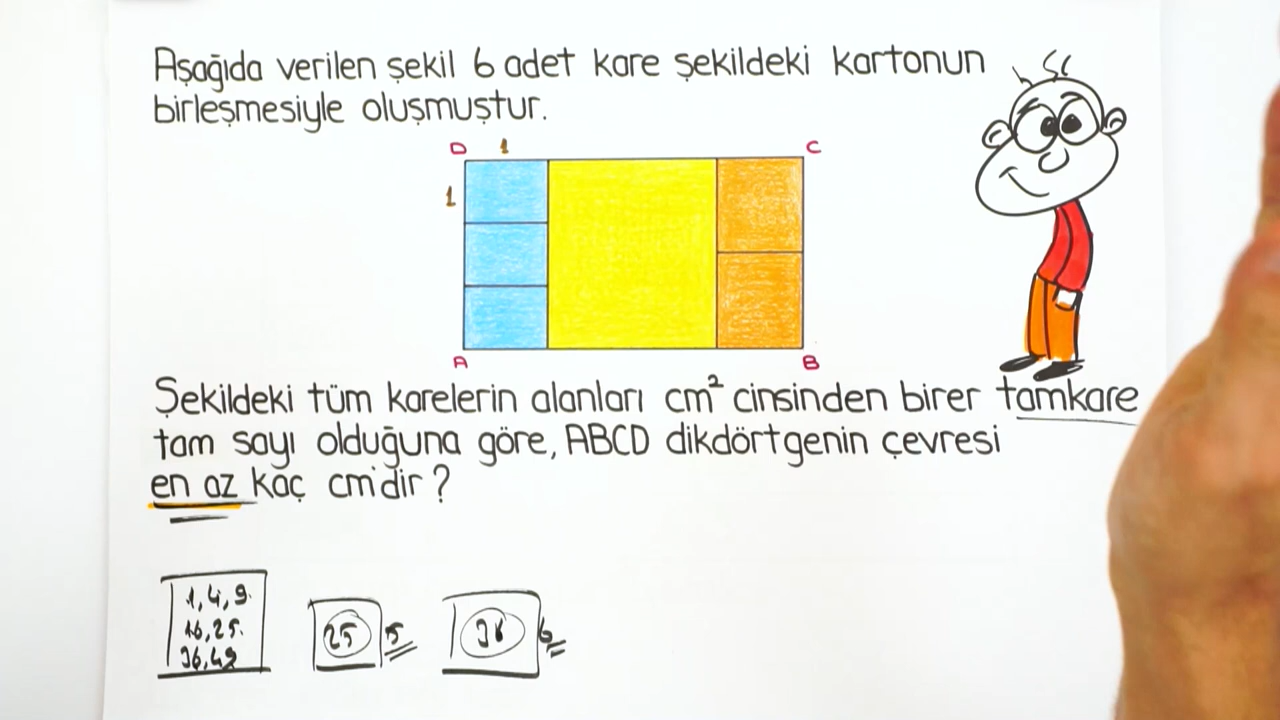 Aşağıda verilen şekil 6 adet kare şekildeki kartonun
birleşmesiyle oluşmuştur.
D 1 C
1
A B
Şekildeki tüm karelerin alanları cm² cinsinden birer tamkare
tam sayı olduğuna göre, ABCD dikdörtgenin çevresi
en az kaç cm'dir ?
1, 4, 9.
16, 25.
36, 49
25 5
36 6